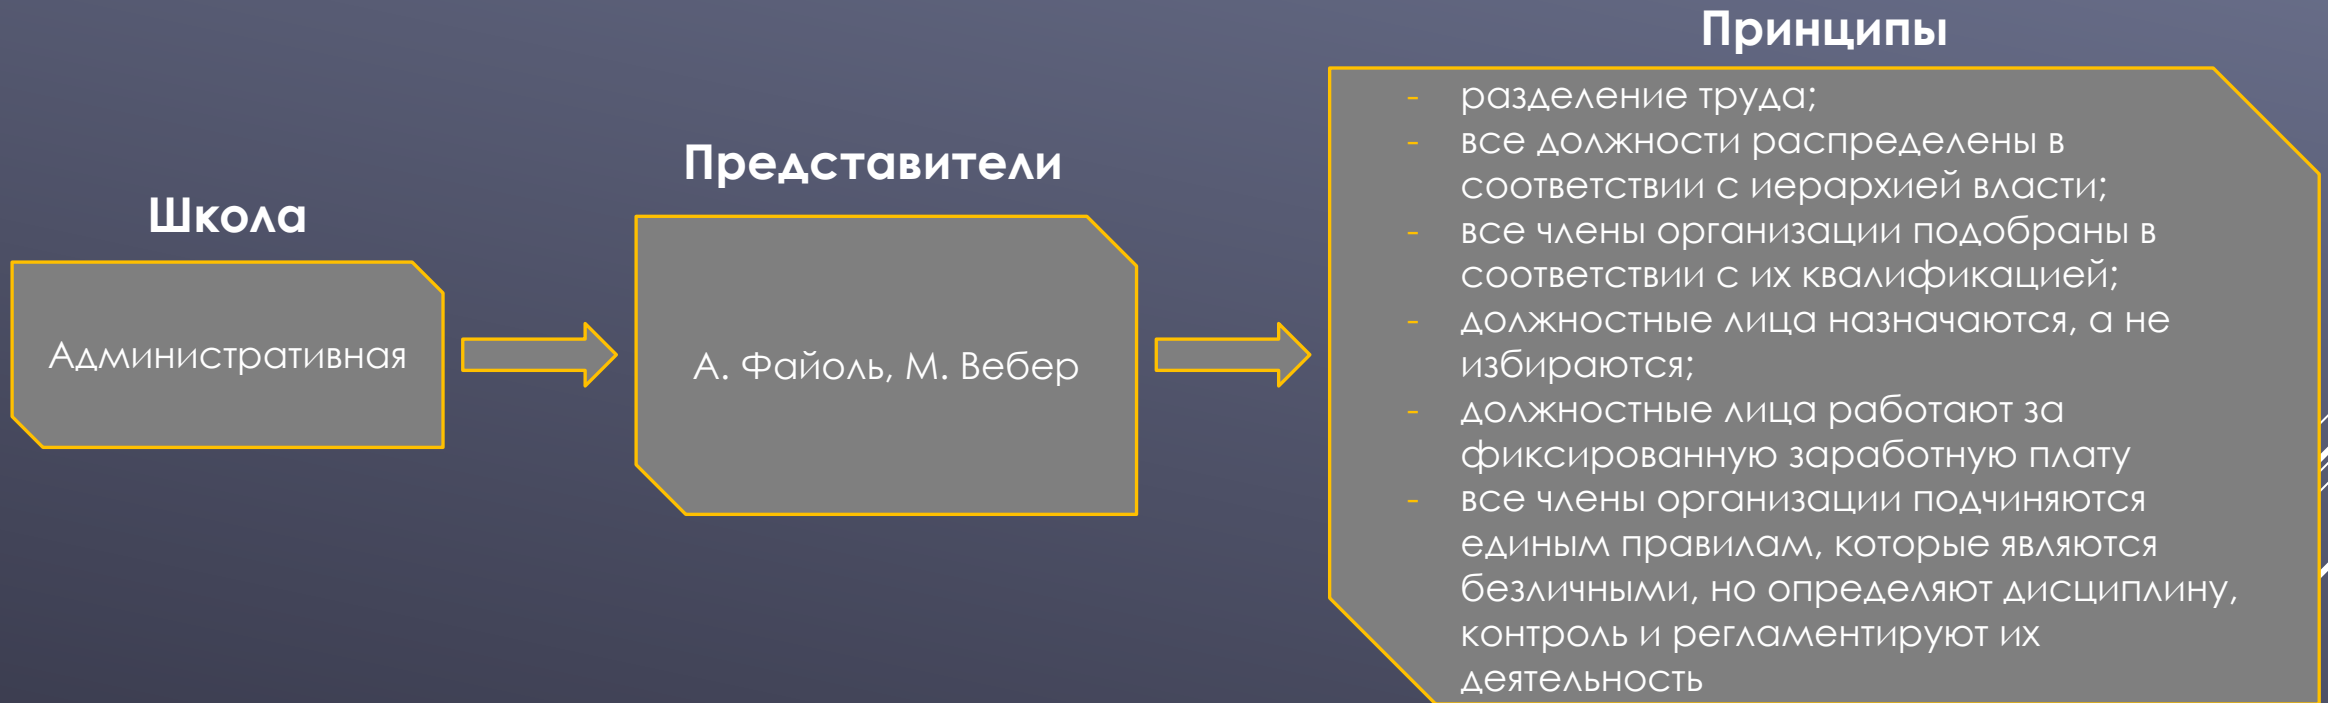 Школа
Административная
Представители
А. Файоль, М. Вебер
Принципы
- разделение труда;
- все должности распределены в
соответствии с иерархией власти;
- все члены организации подобраны в
соответствии с их квалификацией;
- должностные лица назначаются, а не
избираются;
- должностные лица работают за
фиксированную заработную плату
- все члены организации подчиняются
единым правилам, которые являются
безличными, но определяют дисциплину,
контроль и регламентируют их
деятельность